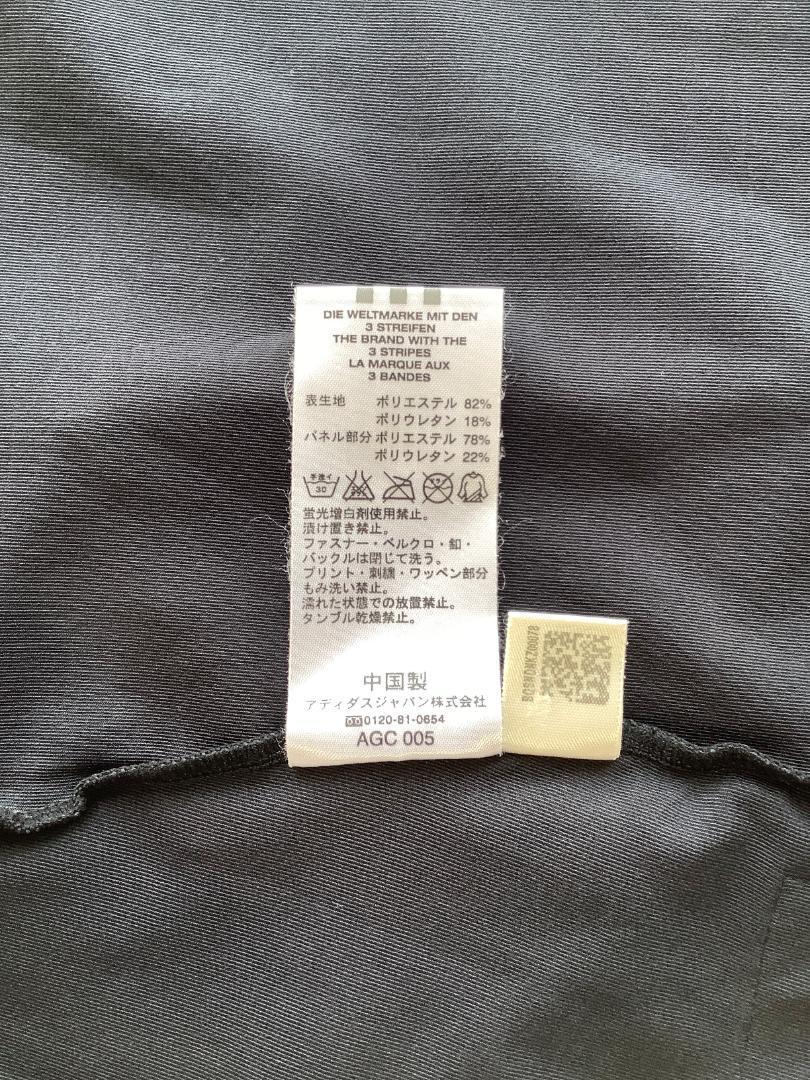 DIE WELTMARKE MIT DEN
3 STREIFEN
THE BRAND WITH THE
3 STRIPES
LA MARQUE AUX
3 BANDES
表生地 ポリエステル 82%
ポリウレタン 18%
パネル部分 ポリエステル 78%
ポリウレタン 22%
手洗イ
30
蛍光増白剤使用禁止。
漬け置き禁止。
ファスナー・ベルクロ・釦・
バックルは閉じて洗う。
プリント・刺繍・ワッペン部分
もみ洗い禁止。
濡れた状態での放置禁止。
タンブル乾燥禁止。
中国製
アディダスジャパン株式会社
0120-81-0654
AGC 005